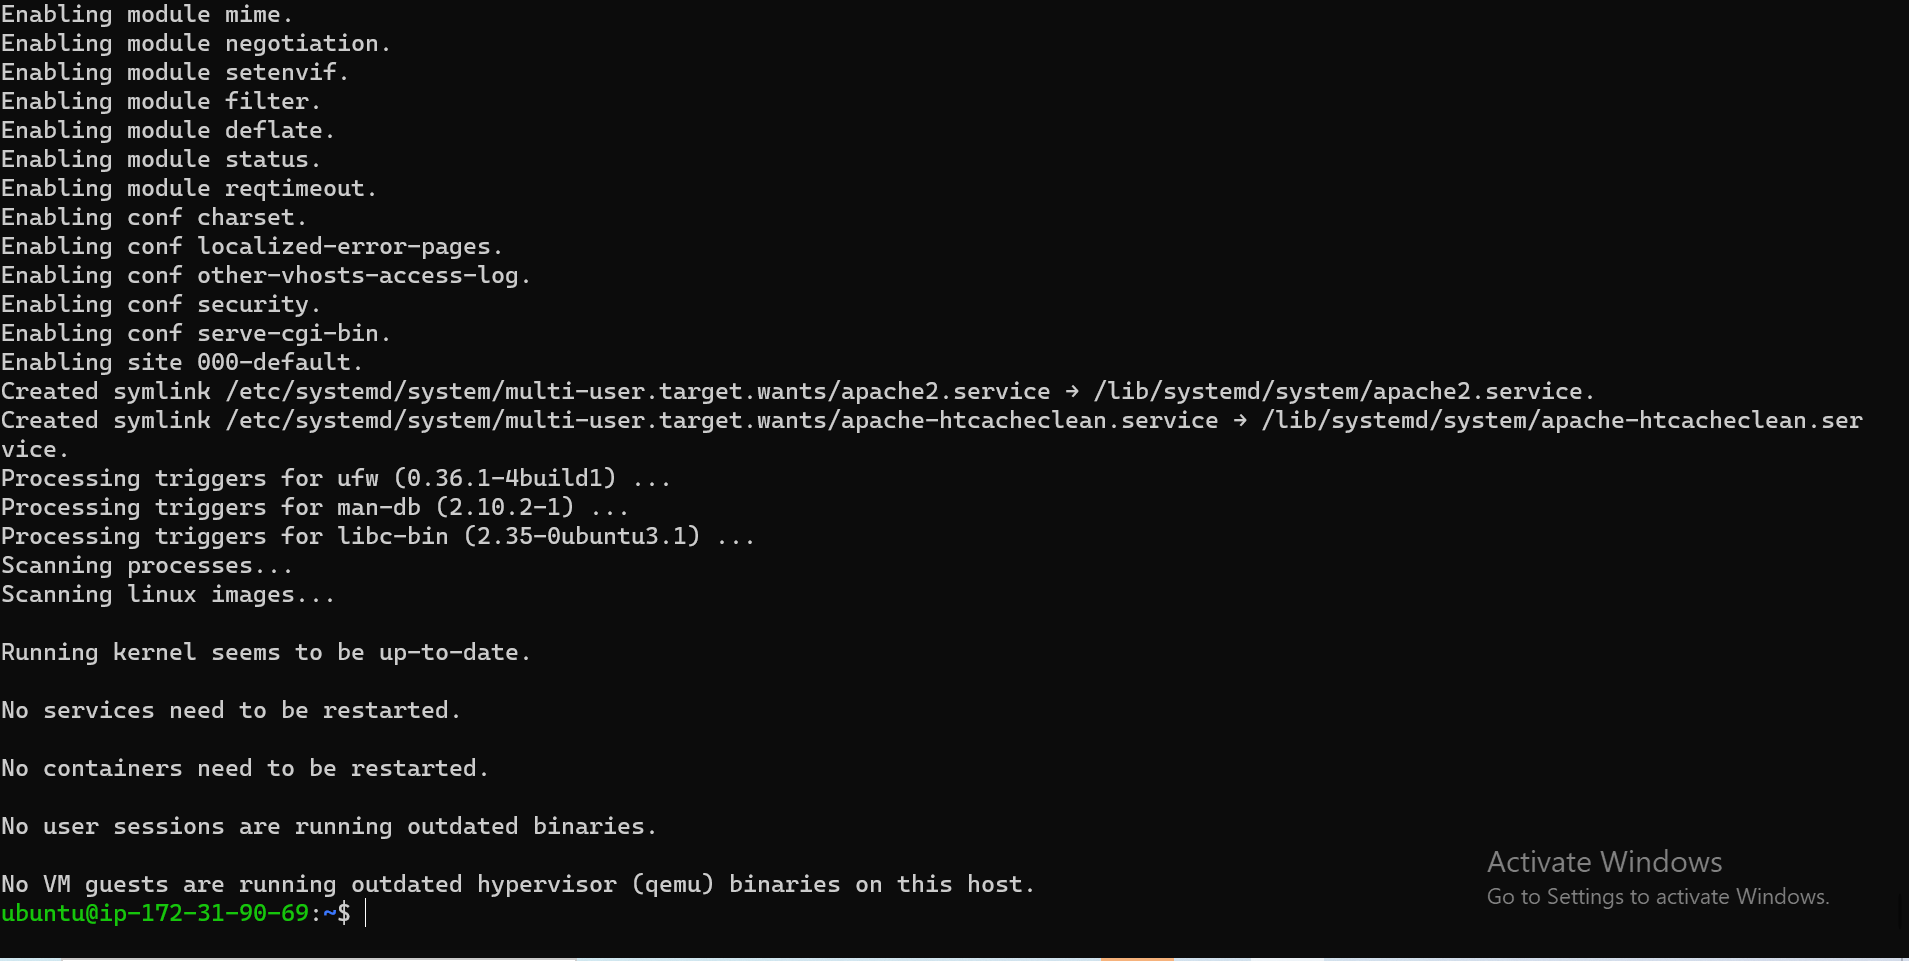 Enabling module mime.
Enabling module negotiation.
Enabling module setenvif.
Enabling module filter.
Enabling module deflate.
Enabling module status.
Enabling module reqtimeout.
Enabling conf charset.
Enabling conf localized-error-pages.
Enabling conf other-vhosts-access-log.
Enabling conf security.
Enabling conf serve-cgi-bin.
Enabling site 000-default.
Created symlink /etc/systemd/system/multi-user.target.wants/apache2.service → /lib/systemd/system/apache2.service.
Created symlink /etc/systemd/system/multi-user.target.wants/apache-htcacheclean.service → /lib/systemd/system/apache-htcacheclean.ser
vice.
Processing triggers for ufw (0.36.1-4build1) ...
Processing triggers for man-db (2.10.2-1) ...
Processing triggers for libc-bin (2.35-0ubuntu3.1) ...
Scanning processes...
Scanning linux images...
Running kernel seems to be up-to-date.
No services need to be restarted.
No containers need to be restarted.
No user sessions are running outdated binaries.
No VM guests are running outdated hypervisor (qemu) binaries on this host.
ubuntu@ip-172-31-90-69:~$
Activate Windows
Go to Settings to activate Windows.